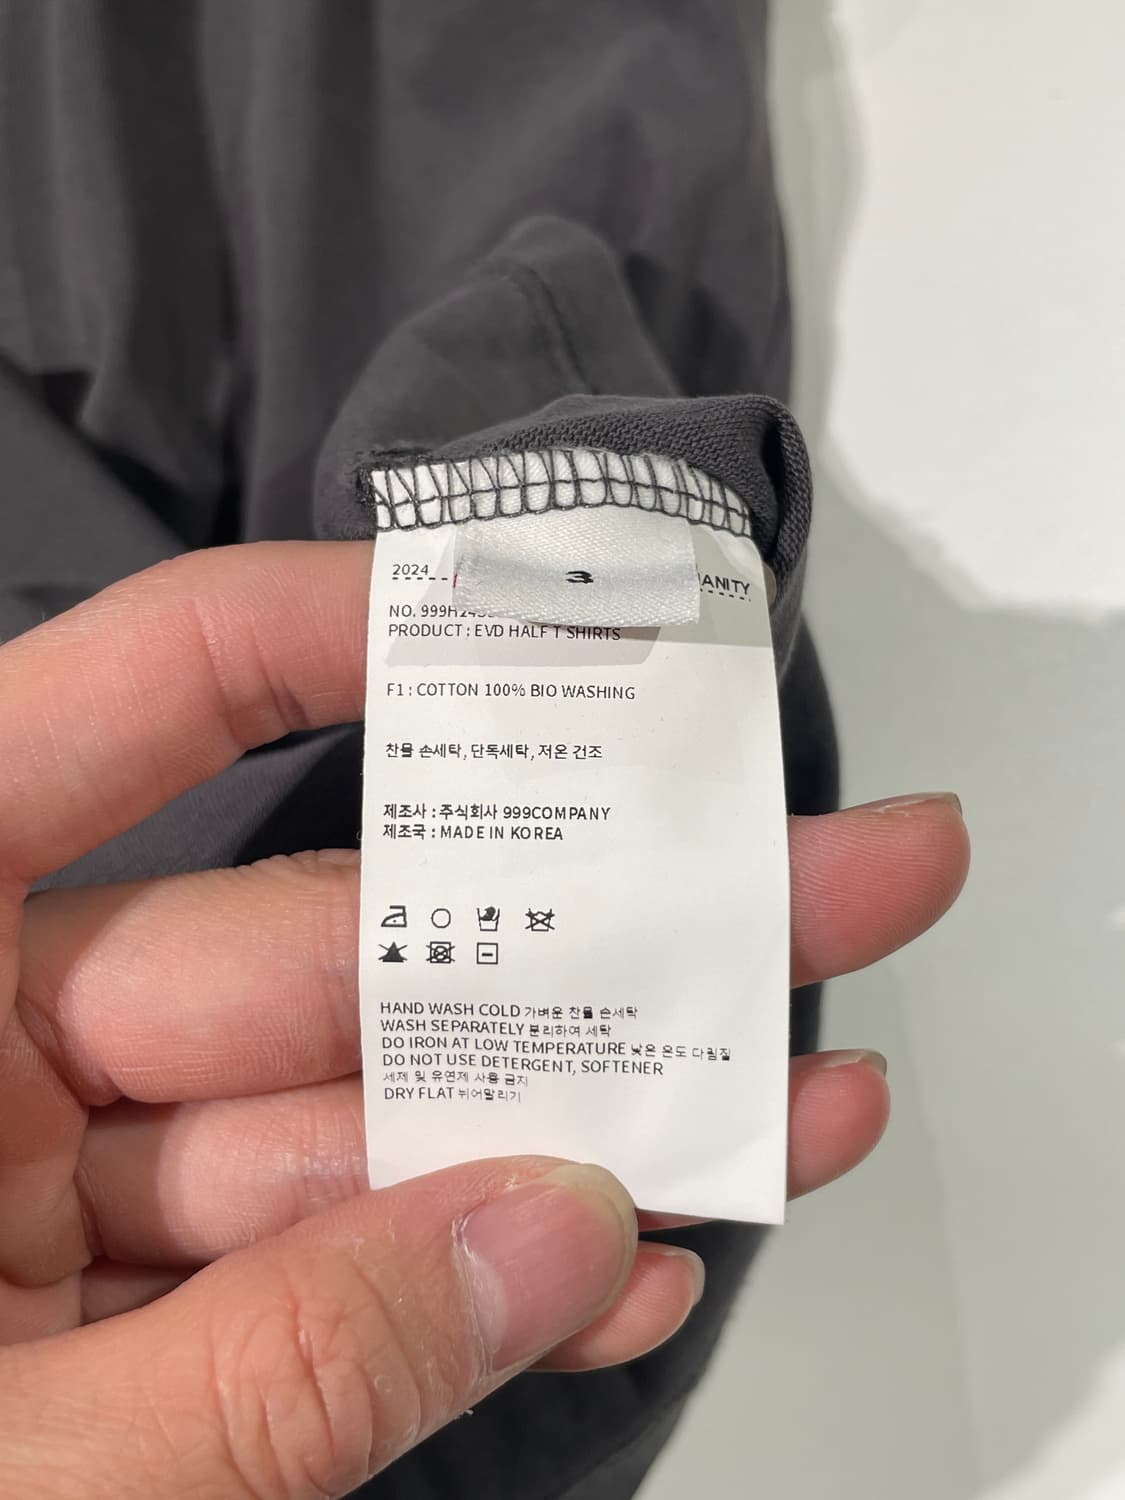 2024
3
ANITY
NO. 999H24
PRODUCT : EVD HALF T SHIRTS
F1 : COTTON 100% BIO WASHING
찬물 손세탁, 단독세탁, 저온 건조
제조사 : 주식회사 999COMPANY
제조국 : MADE IN KOREA
HAND WASH COLD 가벼운 찬물 손세탁
WASH SEPARATELY 분리하여 세탁
DO IRON AT LOW TEMPERATURE 낮은 온도 다림질
DO NOT USE DETERGENT, SOFTENER
세제 및 유연제 사용 금지
DRY FLAT 뉘어말리기